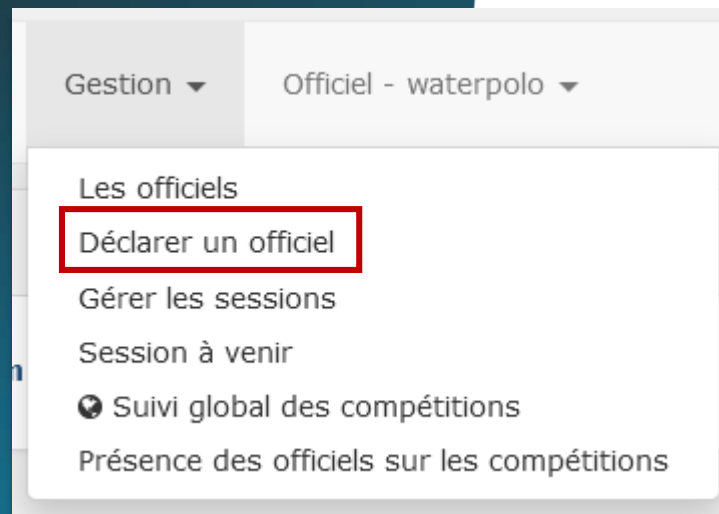 Gestion
Officiel - waterpolo
Les officiels
Déclarer un officiel
Gérer les sessions
Session à venir
Suivi global des compétitions
Présence des officiels sur les compétitions